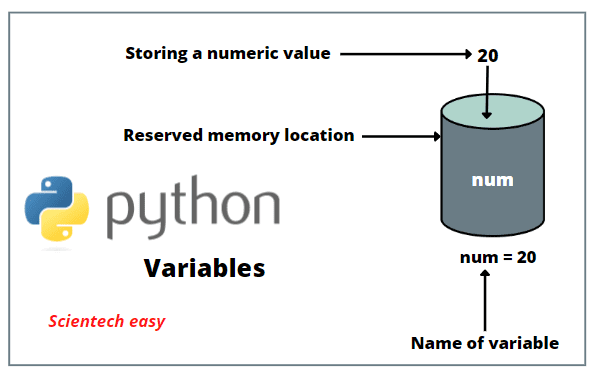 Storing a numeric value
20
Reserved memory location
num
python
Variables
num = 20
Scientech easy
Name of variable